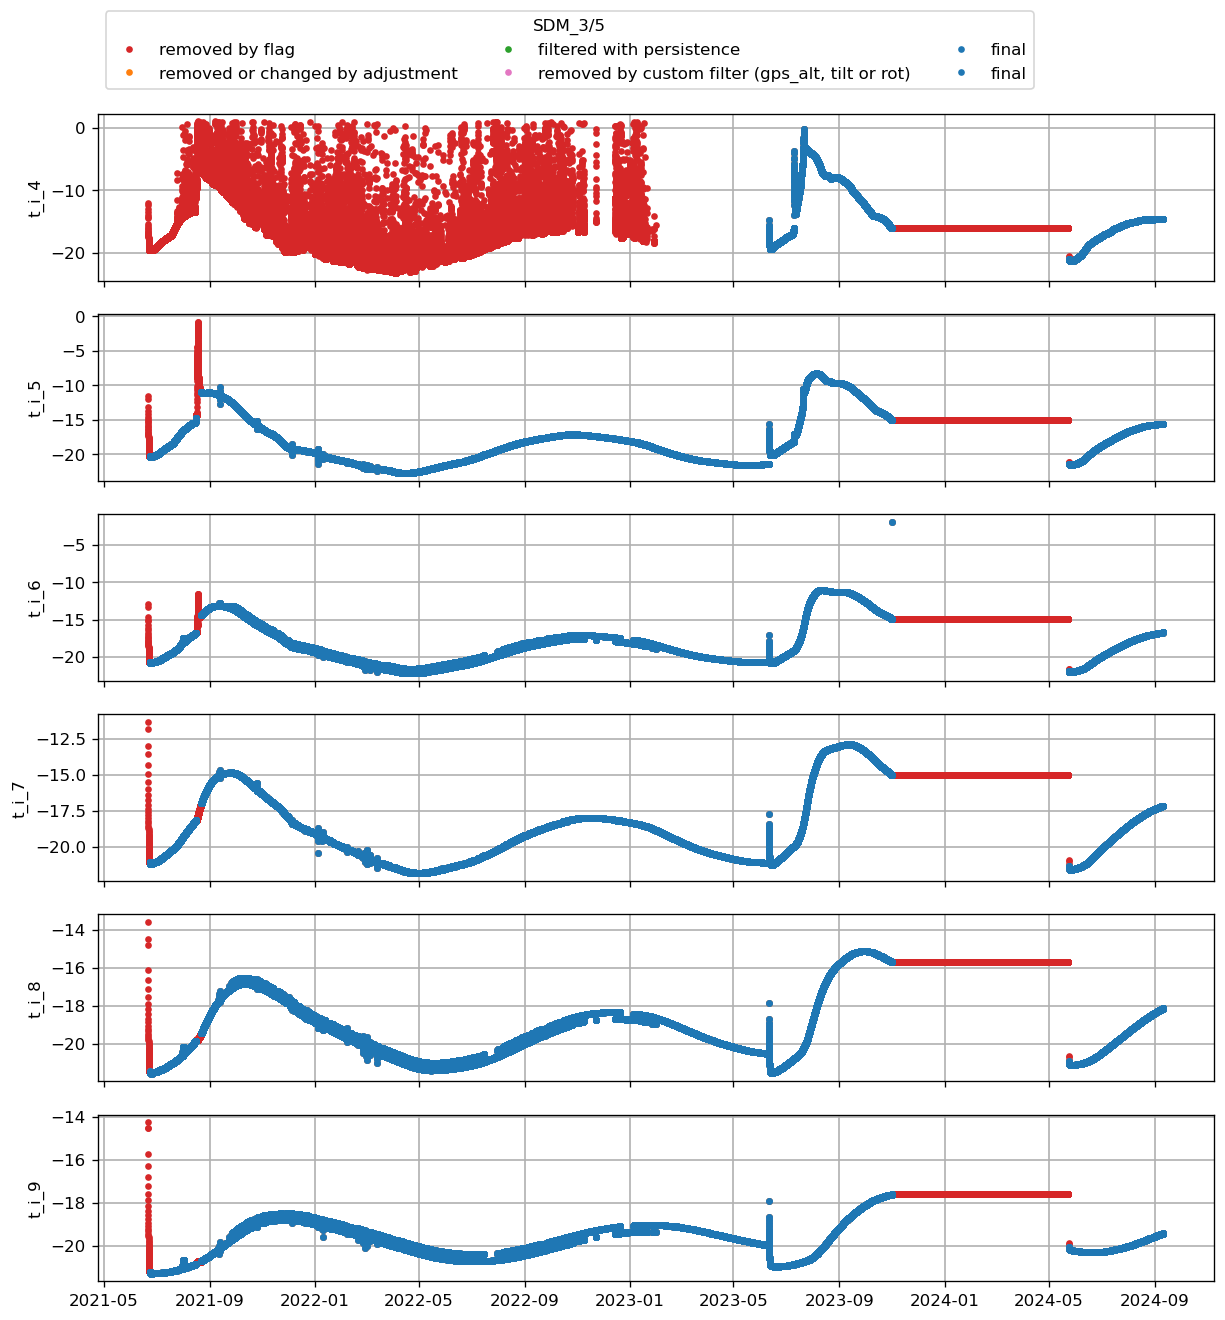 SDM_3/5
removed by flag
filtered with persistence
final
removed or changed by adjustment
removed by custom filter (gps_alt, tilt or rot)
final
0
−10
−20
t_i_4
0
−5
−10
−15
−20
t_i_5
−5
−10
−15
−20
t_i_6
−12.5
−15.0
−17.5
−20.0
t_i_7
−14
−16
−18
−20
t_i_8
−14
−16
−18
−20
t_i_9
2021-05
2021-09
2022-01
2022-05
2022-09
2023-01
2023-05
2023-09
2024-01
2024-05
2024-09